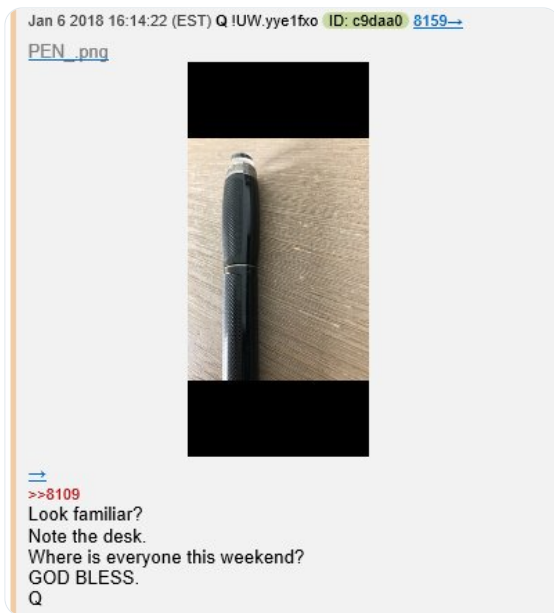 Jan 6 2018 16:14:22 (EST) Q !UW.yye1fxo ID: c9daa0 8159→
PEN_.png
→
>>8109
Look familiar?
Note the desk.
Where is everyone this weekend?
GOD BLESS.
Q